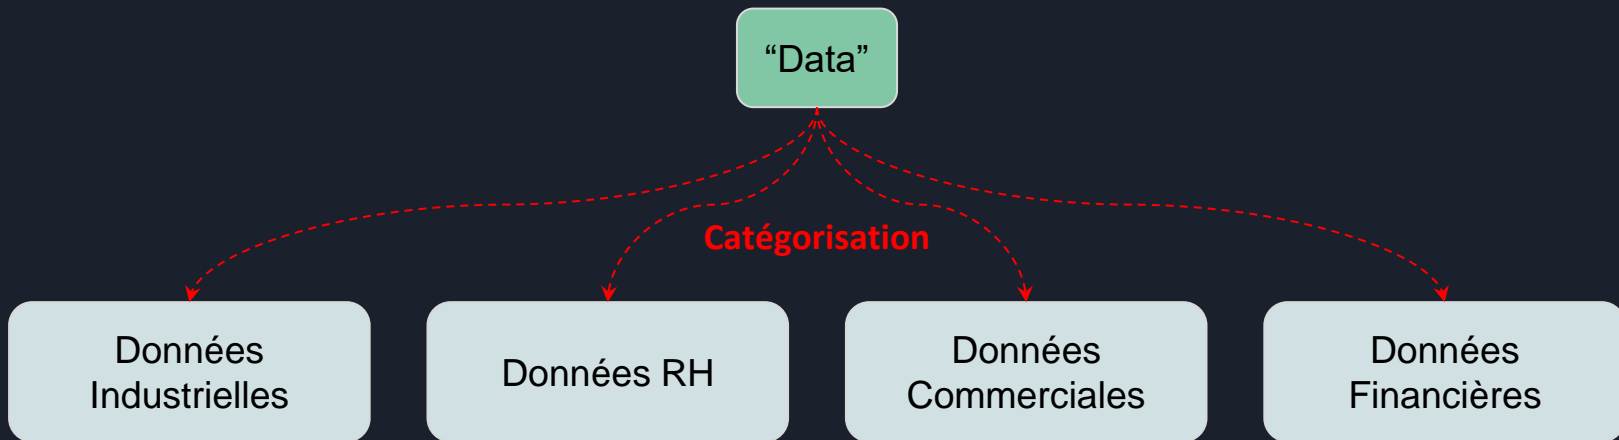 “Data”
Catégorisation
Données
Industrielles
Données RH
Données
Commerciales
Données
Financières